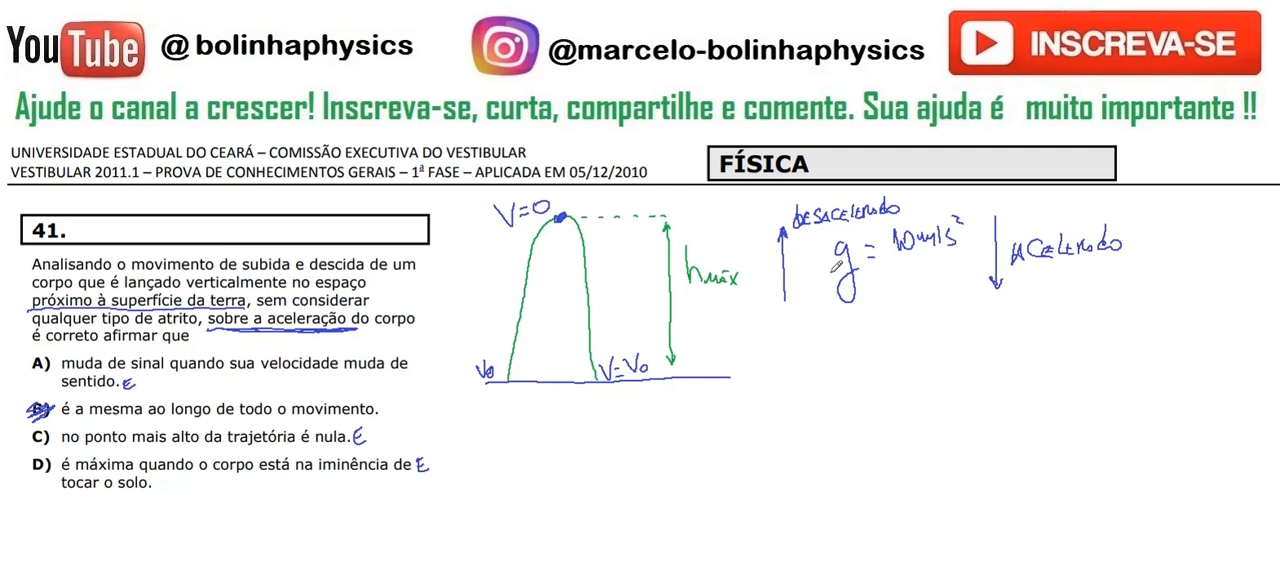 YouTube @bolinhaphysics @marcelo-bolinhaphysics INSCREVA-SE
Ajude o canal a crescer! Inscreva-se, curta, compartilhe e comente. Sua ajuda é muito importante !!
UNIVERSIDADE ESTADUAL DO CEARÁ – COMISSÃO EXECUTIVA DO VESTIBULAR
VESTIBULAR 2011.1 – PROVA DE CONHECIMENTOS GERAIS – 1ª FASE – APLICADA EM 05/12/2010
FÍSICA
41.
Analisando o movimento de subida e descida de um
corpo que é lançado verticalmente no espaço
próximo à superfície da terra, sem considerar
qualquer tipo de atrito, sobre a aceleração do corpo
é correto afirmar que
A) muda de sinal quando sua velocidade muda de
sentido. E
B) é a mesma ao longo de todo o movimento.
C) no ponto mais alto da trajetória é nula. E
D) é máxima quando o corpo está na iminência de E
tocar o solo.
V=0
hmáx
V0
V=V0
DESACELERADO
g = 10m/s²
ACELERADO